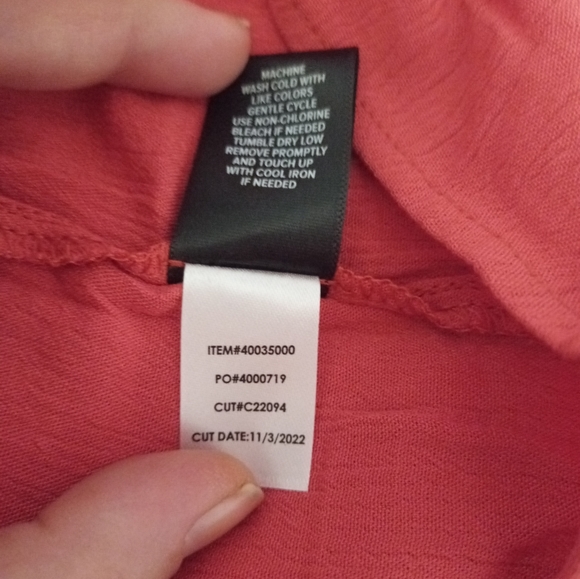 MACHINE
WASH COLD WITH
LIKE COLORS
GENTLE CYCLE
USE NON-CHLORINE
BLEACH IF NEEDED
TUMBLE DRY LOW
REMOVE PROMPTLY
AND TOUCH UP
WITH COOL IRON
IF NEEDED
ITEM#40035000
PO#4000719
CUT#C22094
CUT DATE:11/3/2022